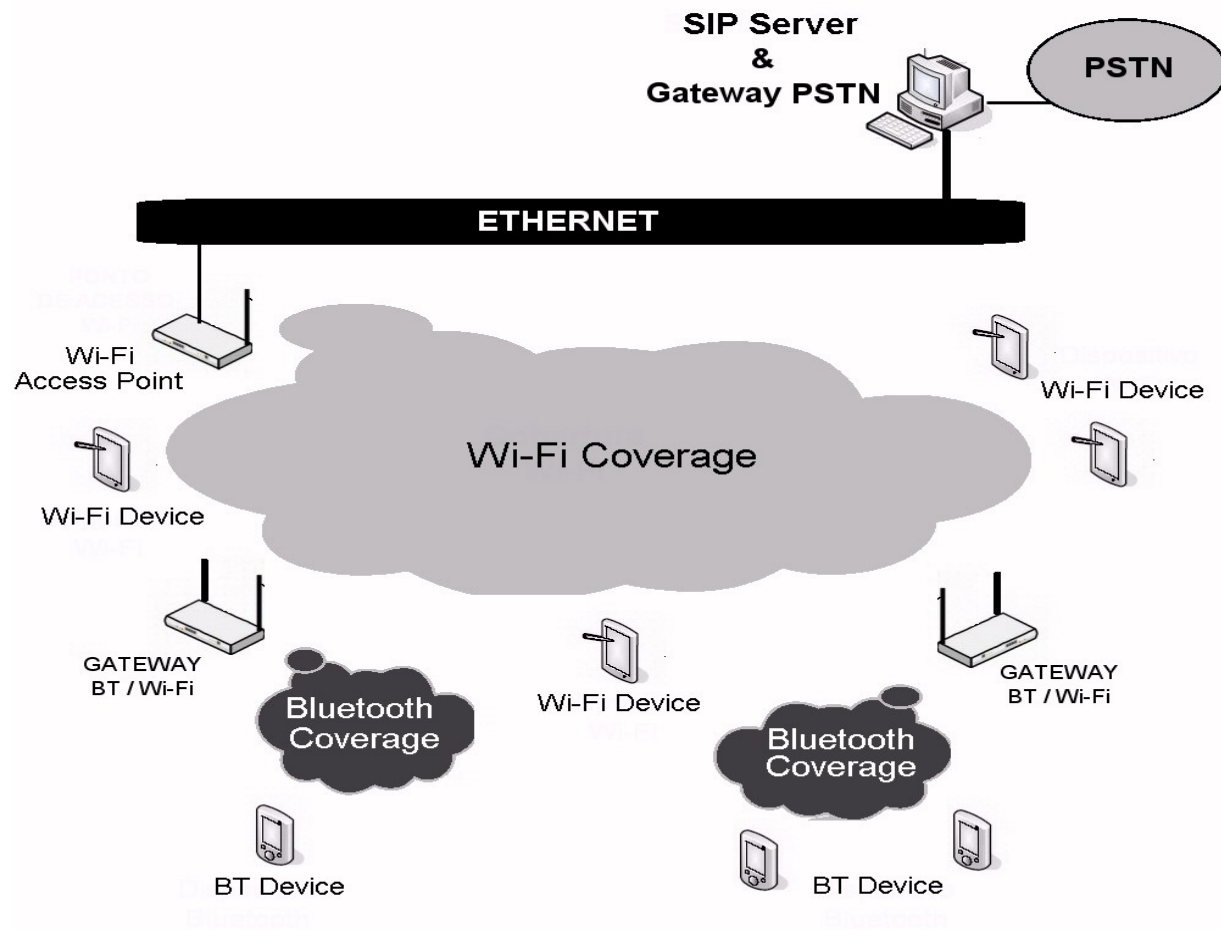 SIP Server
&
Gateway PSTN
PSTN
ETHERNET
Wi-Fi
Access Point
Wi-Fi Device
Wi-Fi Coverage
Wi-Fi Device
GATEWAY
BT / Wi-Fi
Wi-Fi Device
GATEWAY
BT / Wi-Fi
Bluetooth
Coverage
Bluetooth
Coverage
BT Device
BT Device